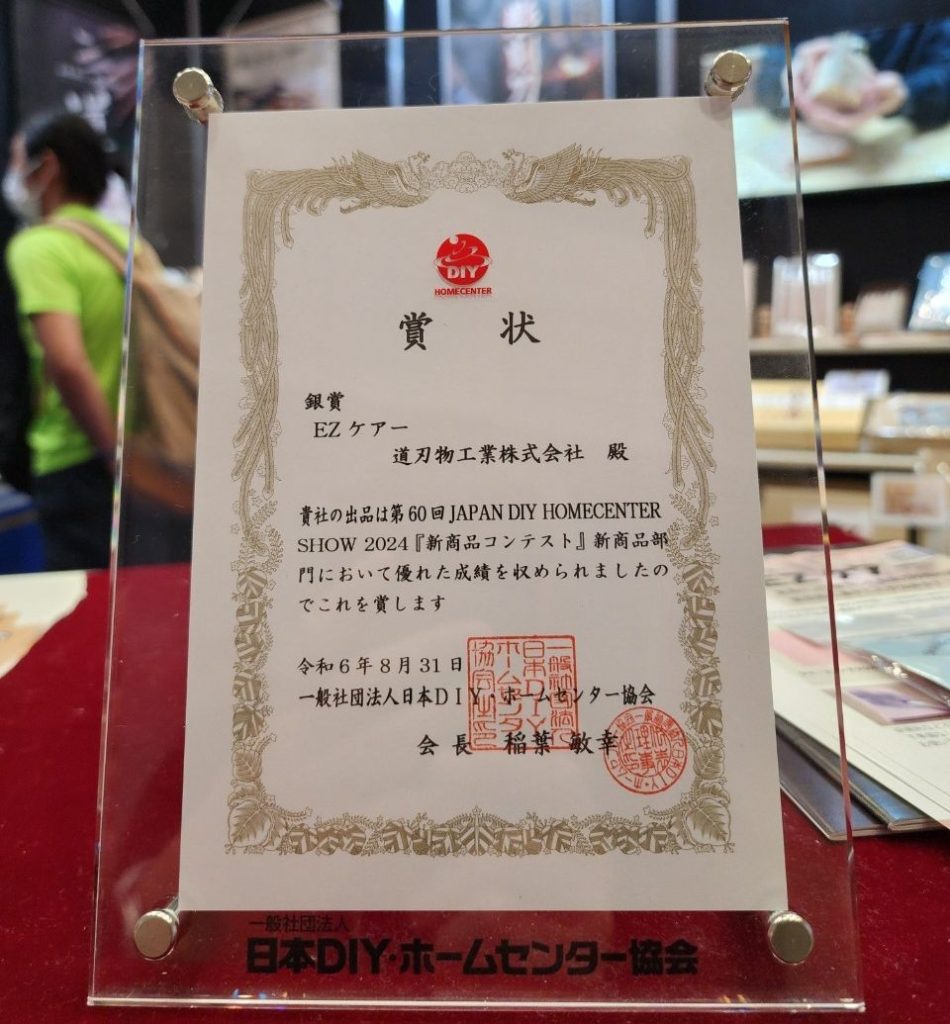 DIY
HOMECENTER
賞 状
銀賞
EZ ケアー
道刃物工業株式会社 殿
貴社の出品は第60回 JAPAN DIY HOMECENTER
SHOW 2024『新商品コンテスト』新商品部
門において優れた成績を収められましたの
でこれを賞します
令和6年8月31日
一般社団法人日本DIY・ホームセンター協会
会長 稲葉 敏幸
一般社団法人
日本DIY・ホームセンター協会